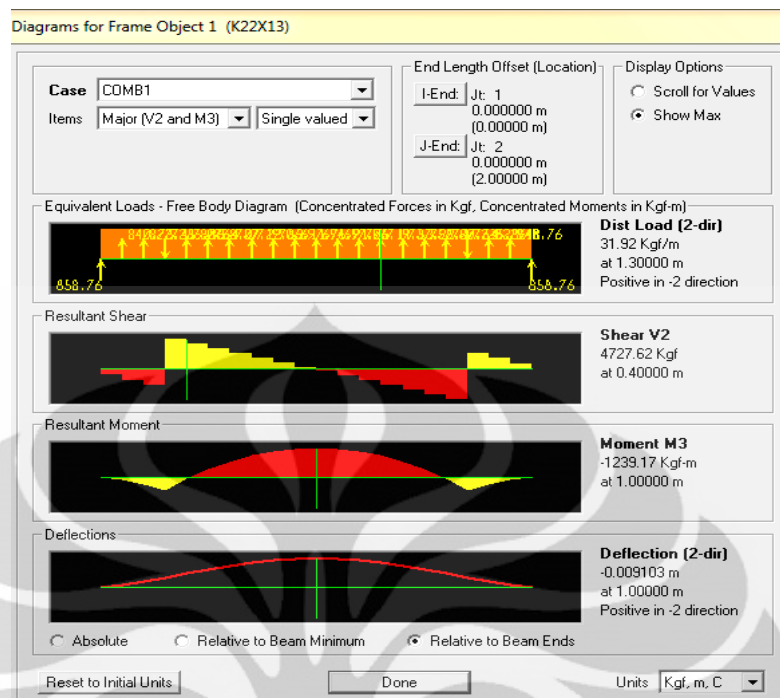 Diagrams for Frame Object 1 (K22X13)
Case COMB1
Items Major (V2 and M3) Single valued
End Length Offset (Location)
I-End: Jt: 1
0.000000 m
(0.00000 m)
J-End: Jt: 2
0.000000 m
(2.00000 m)
Display Options
Scroll for Values
Show Max
Equivalent Loads - Free Body Diagram (Concentrated Forces in Kgf, Concentrated Moments in Kgf-m)
858.76 858.76
Dist Load (2-dir)
31.92 Kgf/m
at 1.30000 m
Positive in -2 direction
Resultant Shear
Shear V2
4727.62 Kgf
at 0.40000 m
Resultant Moment
Moment M3
-1239.17 Kgf-m
at 1.00000 m
Deflections
Deflection (2-dir)
-0.009103 m
at 1.00000 m
Positive in -2 direction
Absolute Relative to Beam Minimum Relative to Beam Ends
Reset to Initial Units Done Units Kgf, m, C